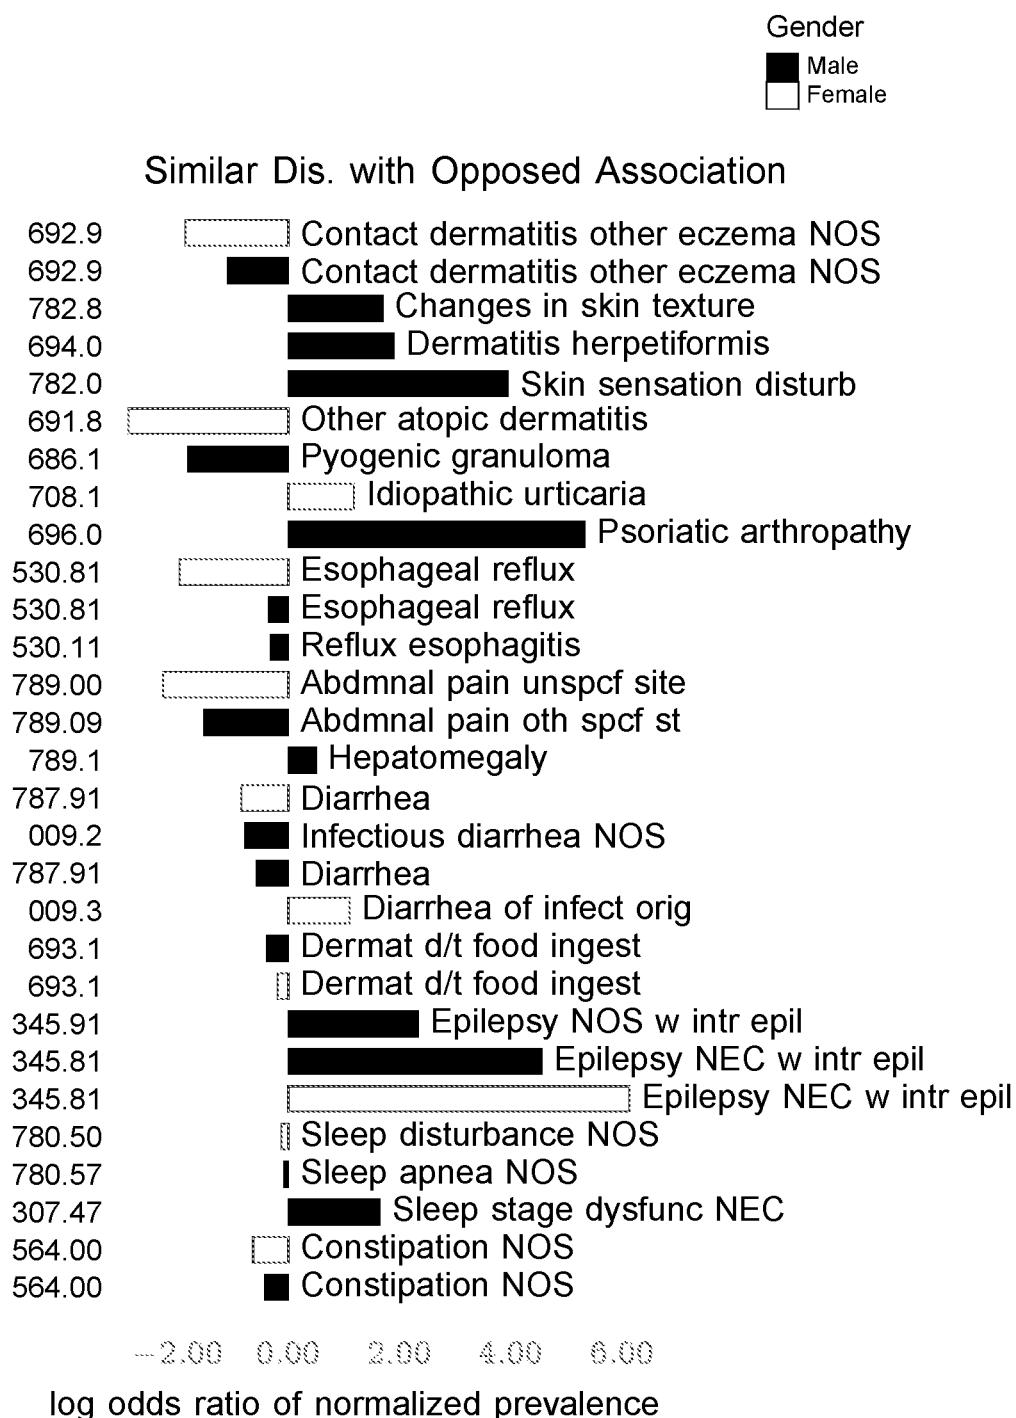 Gender
Male
Female
Similar Dis. with Opposed Association
692.9 Contact dermatitis other eczema NOS
692.9 Contact dermatitis other eczema NOS
782.8 Changes in skin texture
694.0 Dermatitis herpetiformis
782.0 Skin sensation disturb
691.8 Other atopic dermatitis
686.1 Pyogenic granuloma
708.1 Idiopathic urticaria
696.0 Psoriatic arthropathy
530.81 Esophageal reflux
530.81 Esophageal reflux
530.11 Reflux esophagitis
789.00 Abdmnal pain unspcf site
789.09 Abdmnal pain oth spcf st
789.1 Hepatomegaly
787.91 Diarrhea
009.2 Infectious diarrhea NOS
787.91 Diarrhea
009.3 Diarrhea of infect orig
693.1 Dermat d/t food ingest
693.1 Dermat d/t food ingest
345.91 Epilepsy NOS w intr epil
345.81 Epilepsy NEC w intr epil
345.81 Epilepsy NEC w intr epil
780.50 Sleep disturbance NOS
780.57 Sleep apnea NOS
307.47 Sleep stage dysfunc NEC
564.00 Constipation NOS
564.00 Constipation NOS
−2.00 0.00 2.00 4.00 6.00
log odds ratio of normalized prevalence